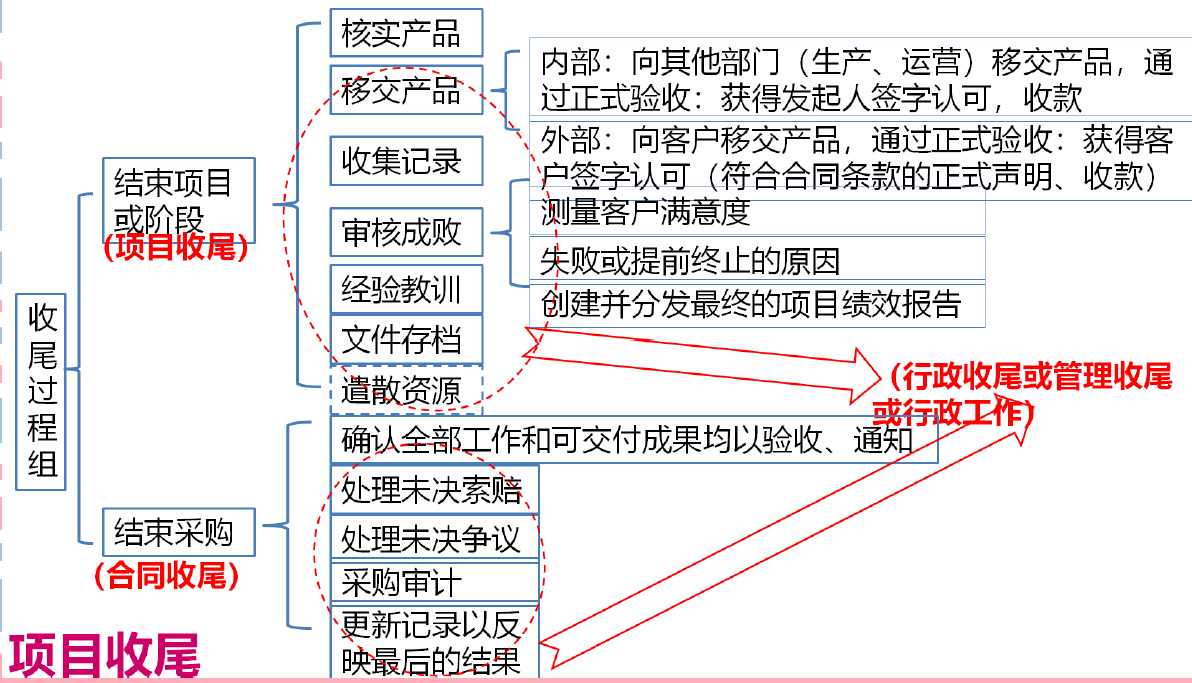 核实产品
移交产品
内部：向其他部门（生产、运营）移交产品，通
过正式验收：获得发起人签字认可，收款
外部：向客户移交产品，通过正式验收：获得客
户签字认可（符合合同条款的正式声明、收款）
收集记录
结束项目
或阶段
(项目收尾)
审核成败
测量客户满意度
失败或提前终止的原因
创建并分发最终的项目绩效报告
经验教训
文件存档
遣散资源
收
尾
过
程
组
(行政收尾或管理收尾
或行政工作)
确认全部工作和可交付成果均以验收、通知
处理未决索赔
结束采购
(合同收尾)
处理未决争议
采购审计
更新记录以反
映最后的结果
项目收尾